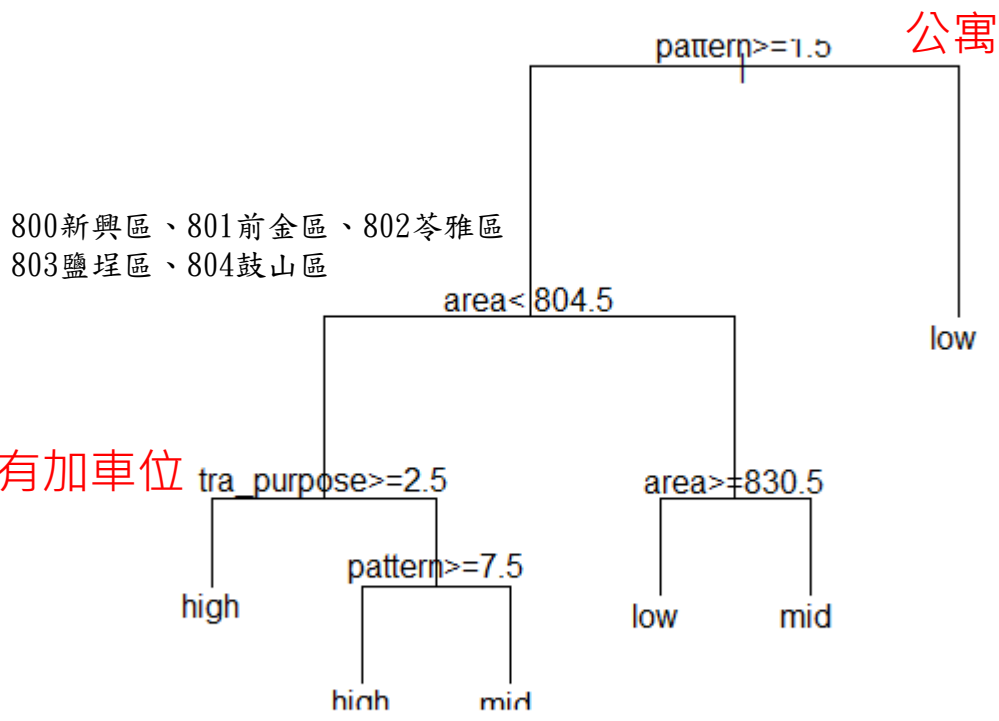 公寓
pattern>=1.5
800新興區、801前金區、802苓雅區
803鹽埕區、804鼓山區
area< 804.5
low
有加車位
tra_purpose>=2.5
area>=830.5
pattern>=7.5
high
low
mid
high
mid